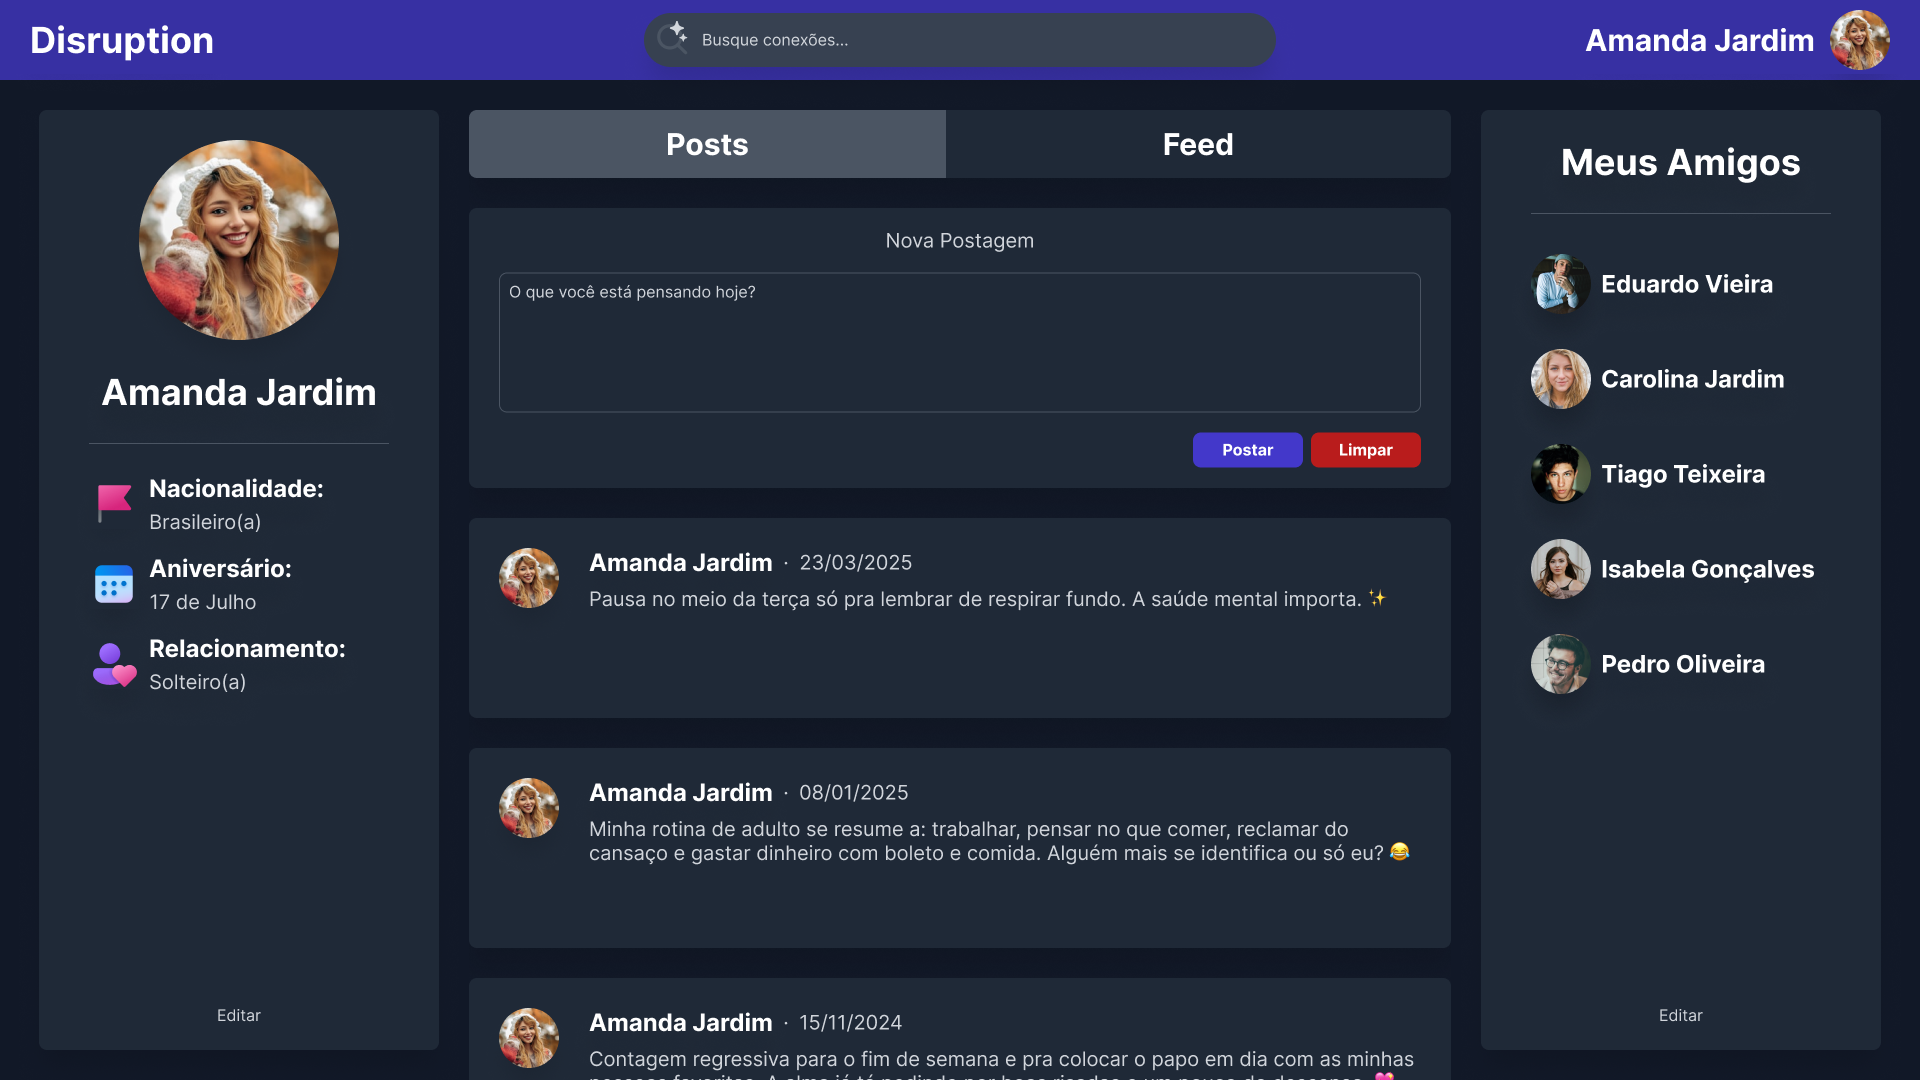 Disruption
Busque conexões...
Amanda Jardim
Amanda Jardim
Nacionalidade:
Brasileiro(a)
Aniversário:
17 de Julho
Relacionamento:
Solteiro(a)
Editar
Posts
Feed
Nova Postagem
O que você está pensando hoje?
Postar
Limpar
Amanda Jardim · 23/03/2025
Pausa no meio da terça só pra lembrar de respirar fundo. A saúde mental importa. ✨
Amanda Jardim · 08/01/2025
Minha rotina de adulto se resume a: trabalhar, pensar no que comer, reclamar do
cansaço e gastar dinheiro com boleto e comida. Alguém mais se identifica ou só eu? 😂
Amanda Jardim · 15/11/2024
Contagem regressiva para o fim de semana e pra colocar o papo em dia com as minhas
Meus Amigos
Eduardo Vieira
Carolina Jardim
Tiago Teixeira
Isabela Gonçalves
Pedro Oliveira
Editar